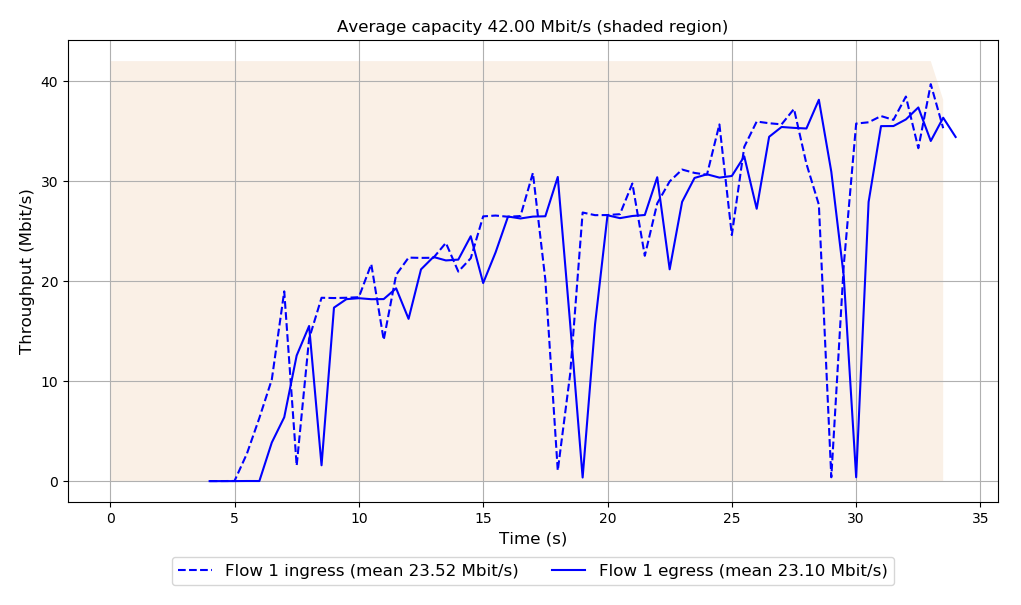 Average capacity 42.00 Mbit/s (shaded region)
Throughput (Mbit/s)
40
30
20
10
0
0 5 10 15 20 25 30 35
Time (s)
Flow 1 ingress (mean 23.52 Mbit/s) Flow 1 egress (mean 23.10 Mbit/s)